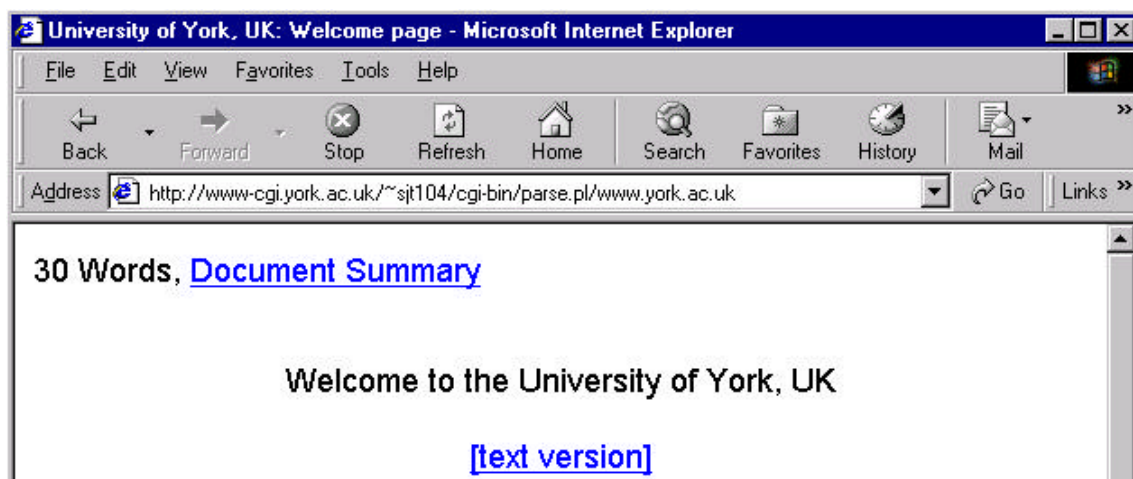 University of York, UK: Welcome page - Microsoft Internet Explorer
File Edit View Favorites Tools Help
Back Forward Stop Refresh Home Search Favorites History Mail »
Address http://www-cgi.york.ac.uk/~sjt104/cgi-bin/parse.pl/www.york.ac.uk Go Links »
30 Words, Document Summary
Welcome to the University of York, UK
[text version]